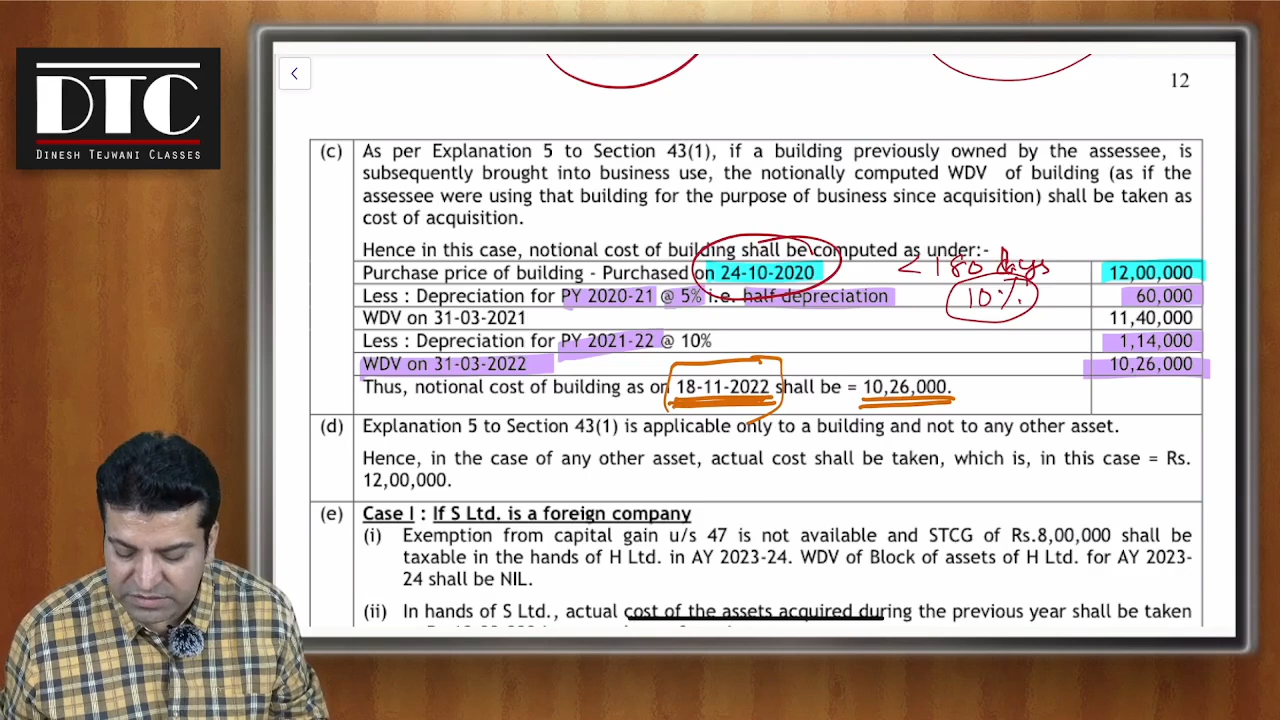 DTC
DINESH TEJWANI CLASSES
12
(c) As per Explanation 5 to Section 43(1), if a building previously owned by the assessee, is
subsequently brought into business use, the notionally computed WDV of building (as if the
assessee were using that building for the purpose of business since acquisition) shall be taken as
cost of acquisition.
Hence in this case, notional cost of building shall be computed as under:-
< 180 days
Purchase price of building - Purchased on 24-10-2020 12,00,000
Less : Depreciation for PY 2020-21 @ 5% i.e. half depreciation 10% 60,000
WDV on 31-03-2021 11,40,000
Less : Depreciation for PY 2021-22 @ 10% 1,14,000
WDV on 31-03-2022 10,26,000
Thus, notional cost of building as on 18-11-2022 shall be = 10,26,000.
(d) Explanation 5 to Section 43(1) is applicable only to a building and not to any other asset.
Hence, in the case of any other asset, actual cost shall be taken, which is, in this case = Rs.
12,00,000.
(e) Case I : If S Ltd. is a foreign company
(i) Exemption from capital gain u/s 47 is not available and STCG of Rs.8,00,000 shall be
taxable in the hands of H Ltd. in AY 2023-24. WDV of Block of assets of H Ltd. for AY 2023-
24 shall be NIL.
(ii) In hands of S Ltd., actual cost of the assets acquired during the previous year shall be taken